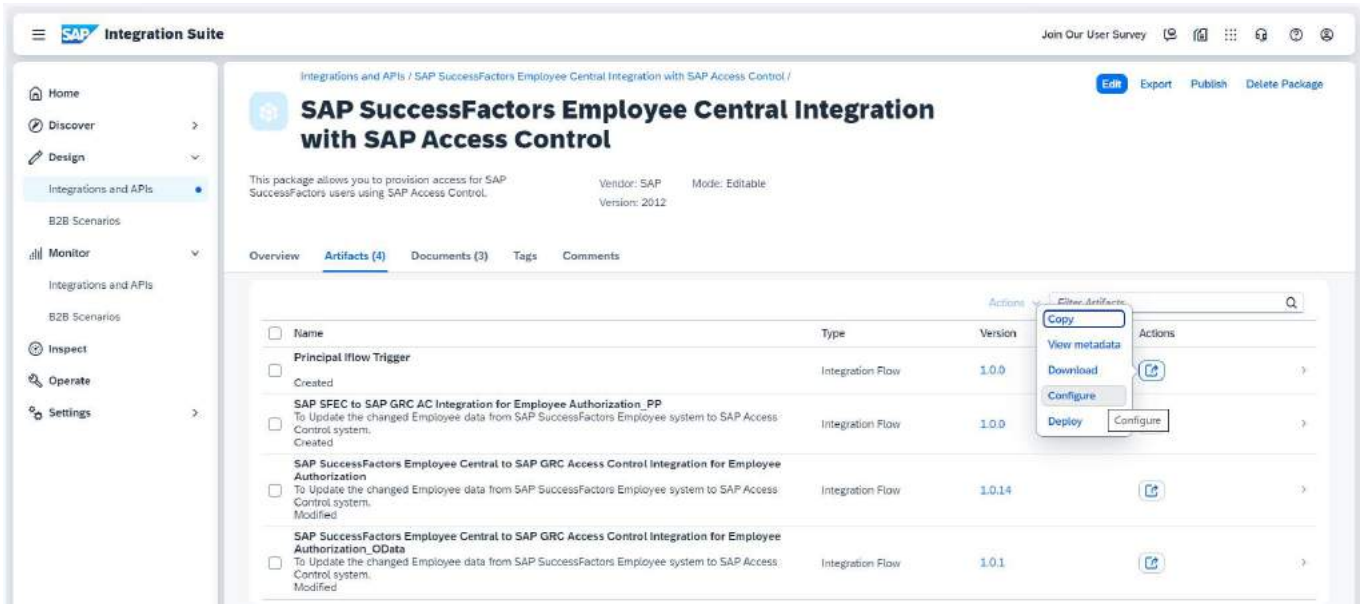 SAP Integration Suite
Join Our User Survey
Home
Discover
Design
Integrations and APIs
B2B Scenarios
Monitor
Integrations and APIs
B2B Scenarios
Inspect
Operate
Settings
Integrations and APIs / SAP SuccessFactors Employee Central Integration with SAP Access Control /
Edit Export Publish Delete Package
SAP SuccessFactors Employee Central Integration
with SAP Access Control
This package allows you to provision access for SAP
SuccessFactors users using SAP Access Control.
Vendor: SAP Mode: Editable
Version: 2012
Overview Artifacts (4) Documents (3) Tags Comments
Actions Filter Artifacts
Name Type Version Actions
Copy
View metadata
Download
Configure
Deploy
Configure
Principal Iflow Trigger
Created
Integration Flow 1.0.0
SAP SFEC to SAP GRC AC Integration for Employee Authorization_PP
To Update the changed Employee data from SAP SuccessFactors Employee system to SAP Access
Control system.
Created
Integration Flow 1.0.0
SAP SuccessFactors Employee Central to SAP GRC Access Control Integration for Employee
Authorization
To Update the changed Employee data from SAP SuccessFactors Employee system to SAP Access
Control system.
Modified
Integration Flow 1.0.14
SAP SuccessFactors Employee Central to SAP GRC Access Control Integration for Employee
Authorization_OData
To Update the changed Employee data from SAP SuccessFactors Employee system to SAP Access
Control system.
Modified
Integration Flow 1.0.1